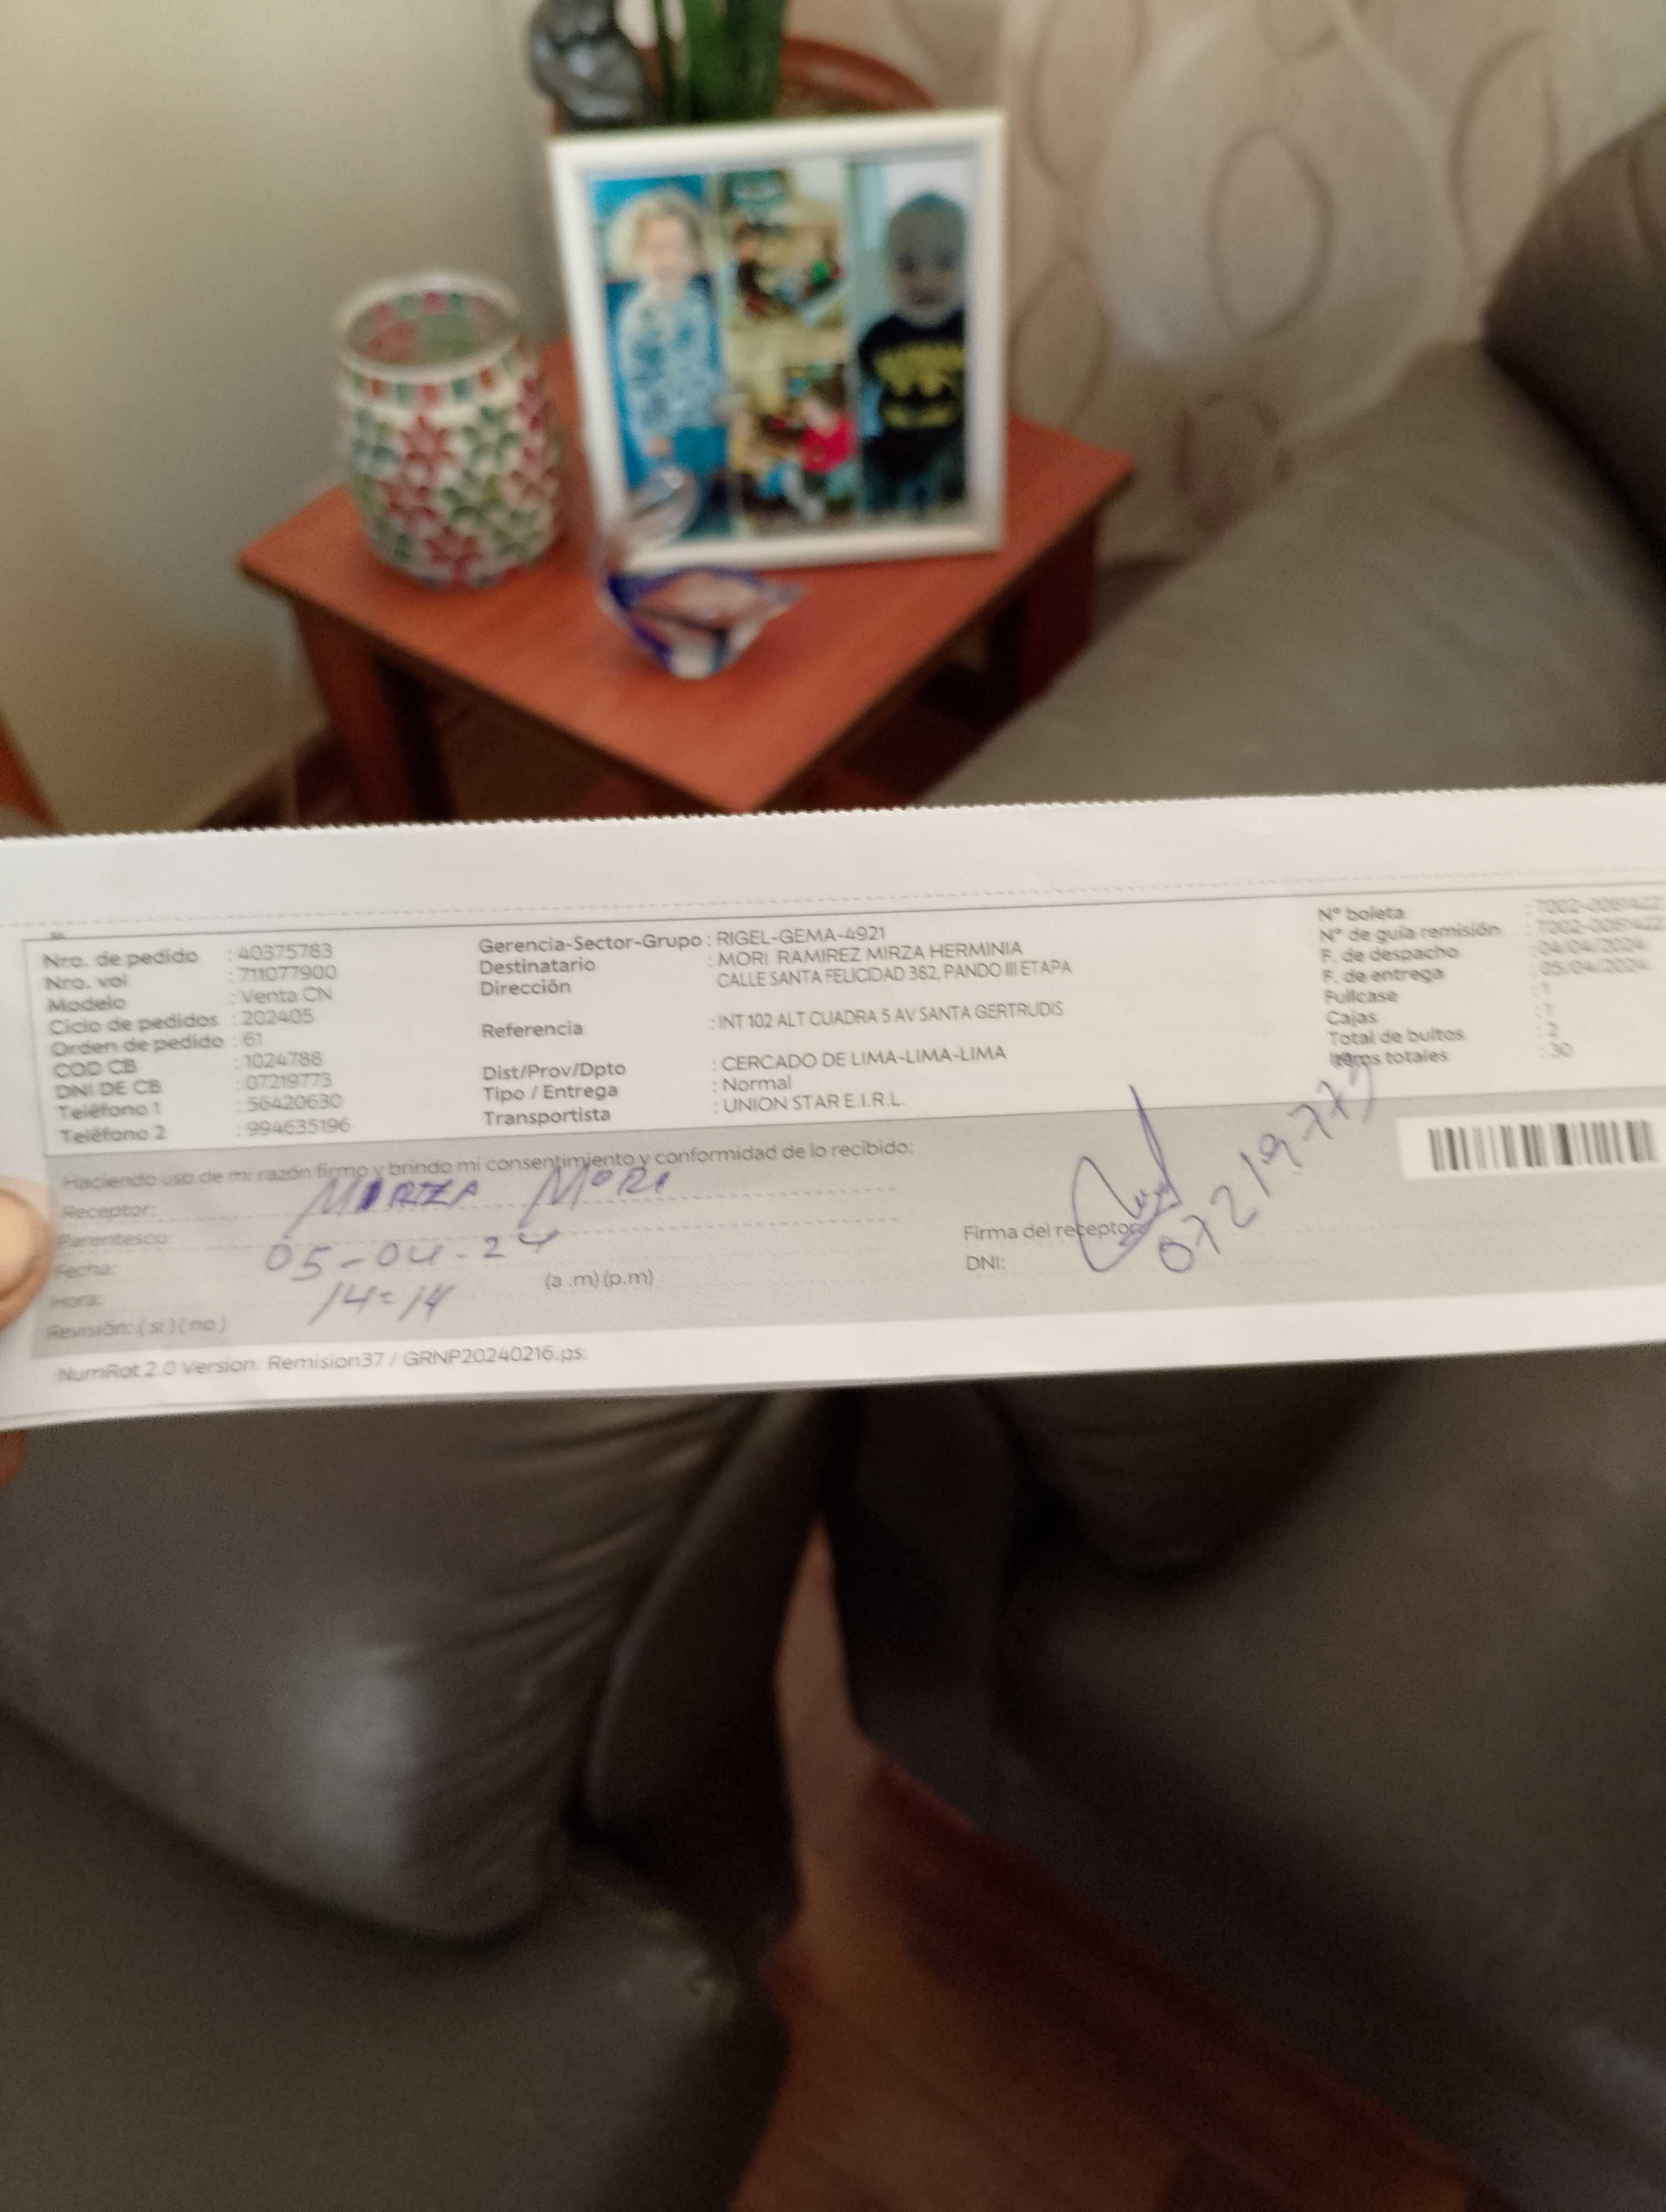 Nro. de pedido : 40375783
Nro. vol : 711077900
Modelo : Venta CN
Ciclo de pedidos : 202405
Orden de pedido : 61
COD CB : 1024788
DNI DE CB : 07219773
Teléfono 1 : 56420630
Teléfono 2 : 994635196
Gerencia-Sector-Grupo : RIGEL-GEMA-4921
Destinatario : MORI RAMIREZ MIRZA HERMINIA
Dirección CALLE SANTA FELICIDAD 382, PANDO III ETAPA
Referencia : INT 102 ALT CUADRA 5 AV SANTA GERTRUDIS
Dist/Prov/Dpto : CERCADO DE LIMA-LIMA-LIMA
Tipo / Entrega : Normal
Transportista : UNION STAR E.I.R.L.
N° boleta
N° de guía remisión
F. de despacho : 04/04/2024
F. de entrega : 05/04/2024
Fullcase : 1
Cajas : 1
Total de bultos : 2
Items totales : 30
Haciendo uso de mi razón firmo y brindo mi consentimiento y conformidad de lo recibido:
Receptor: MIRZA MORI
Parentesco:
Fecha: 05-04-24
Hora: 14=14 (a .m) (p.m)
Revisión: ( si ) ( no )
Firma del receptor:
DNI: 07219773
NumRot 2.0 Version: Remision37 / GRNP20240216.ps